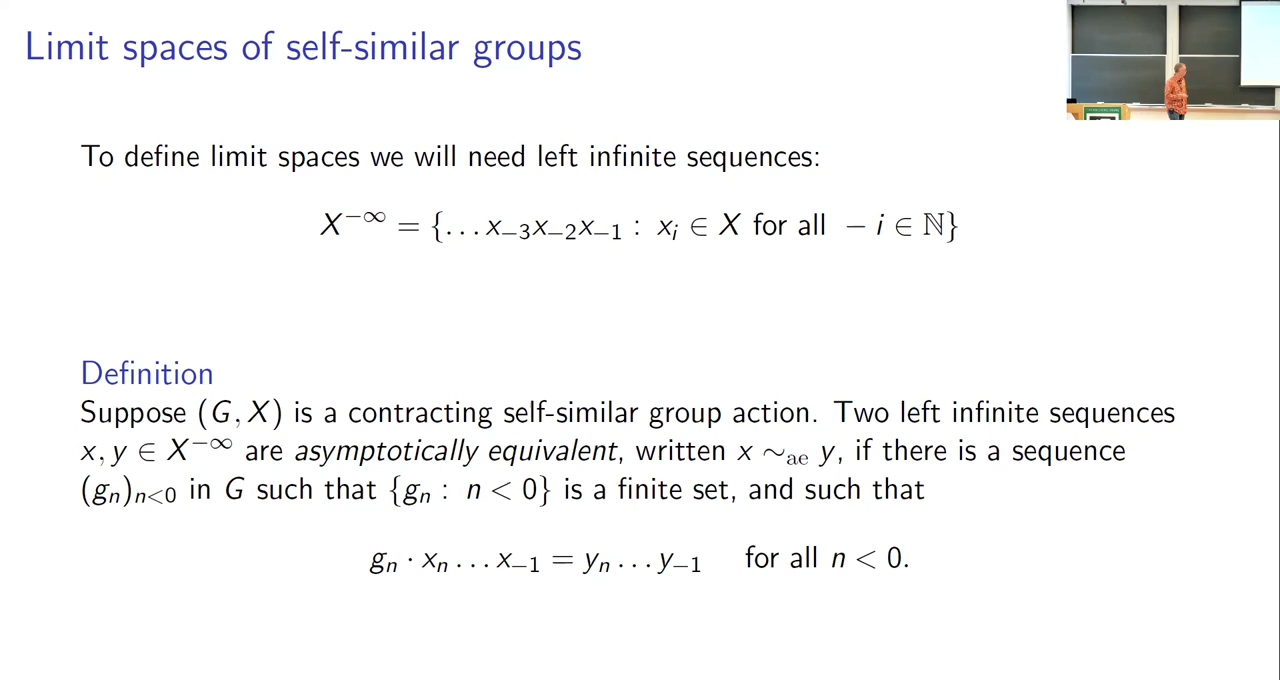 Limit spaces of self-similar groups
To define limit spaces we will need left infinite sequences:
X^{−∞} = {. . . x_{−3}x_{−2}x_{−1} : x_i ∈ X for all − i ∈ ℕ}
Definition
Suppose (G, X) is a contracting self-similar group action. Two left infinite sequences
x, y ∈ X^{−∞} are asymptotically equivalent, written x ∼_{ae} y, if there is a sequence
(g_n)_{n<0} in G such that {g_n : n < 0} is a finite set, and such that
g_n · x_n . . . x_{−1} = y_n . . . y_{−1} for all n < 0.